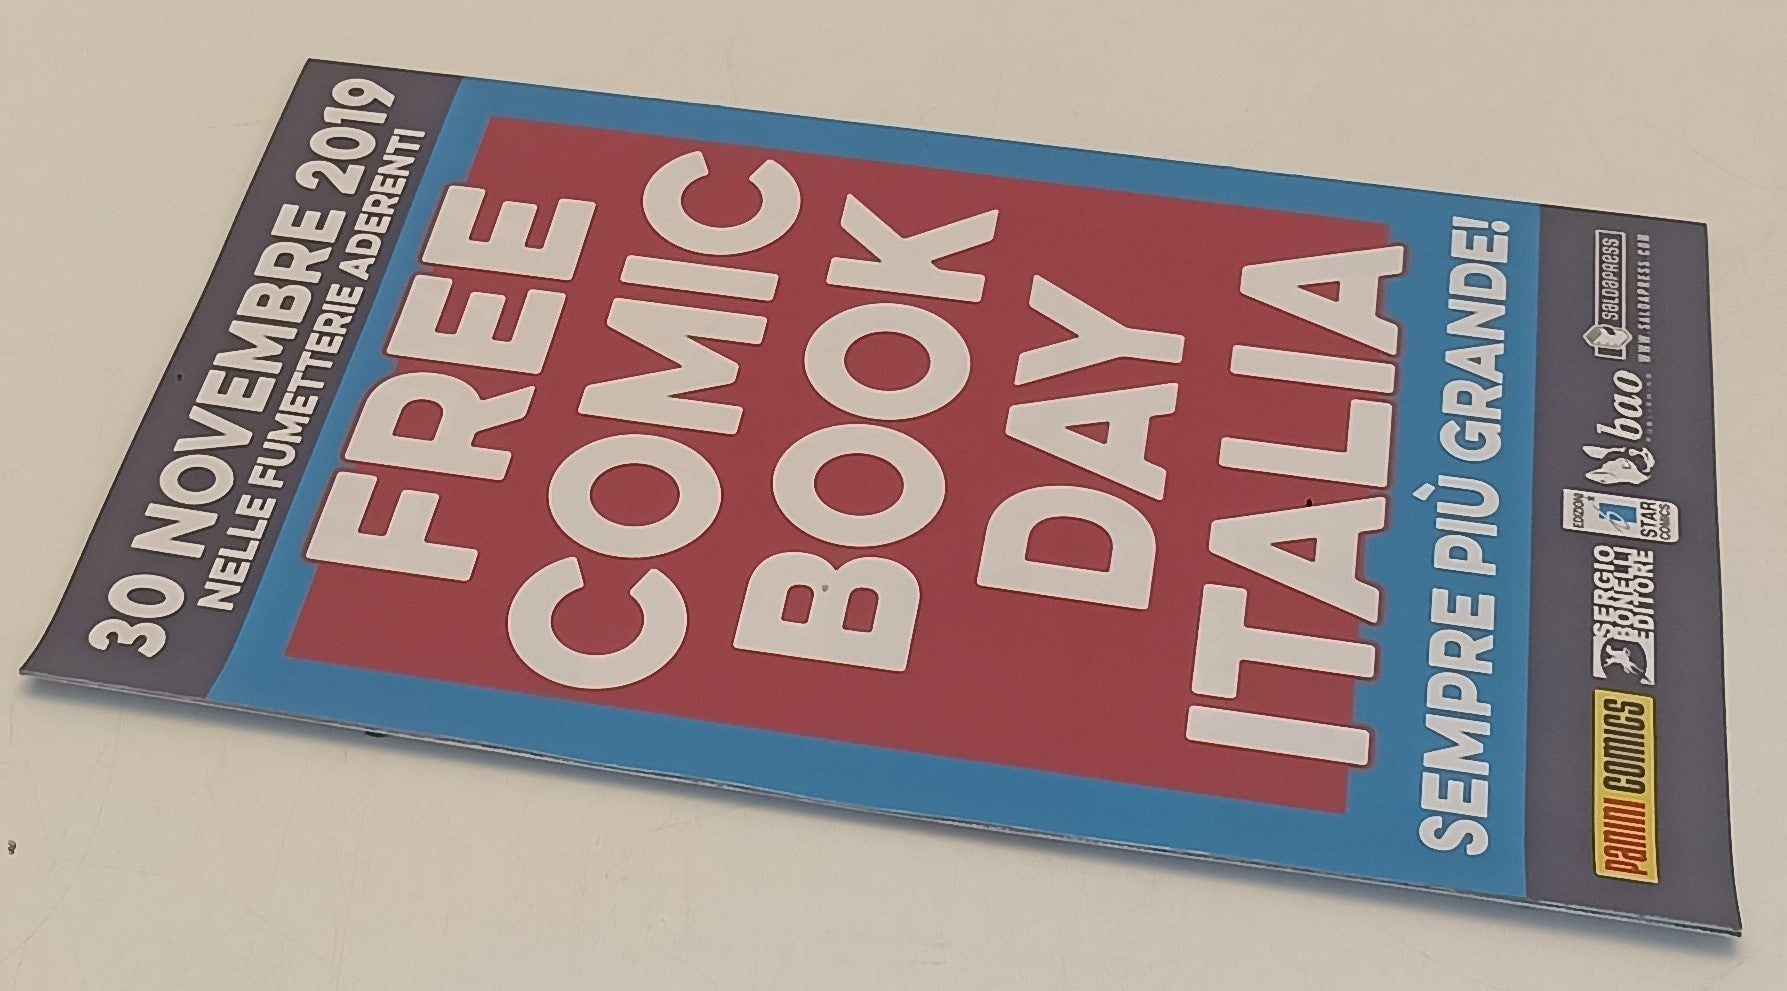 30 NOVEMBRE 2019
NELLE FUMETTERIE ADERENTI
FREE
COMIC
BOOK
DAY
ITALIA
SEMPRE PIÙ GRANDE!
PANINI COMICS
SERGIO
BONELLI
EDITORE
EDIZIONI
STAR
COMICS
bao
PUBLISHING
SALDAPRESS
WWW.SALDAPRESS.COM